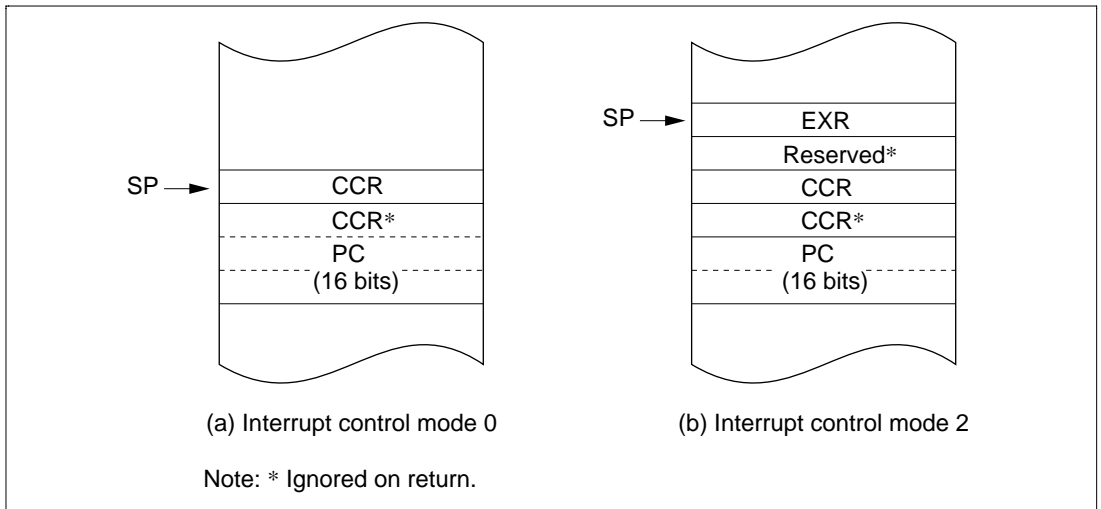 SP
CCR
CCR*
PC
(16 bits)
(a) Interrupt control mode 0
SP
EXR
Reserved*
CCR
CCR*
PC
(16 bits)
(b) Interrupt control mode 2
Note: * Ignored on return.